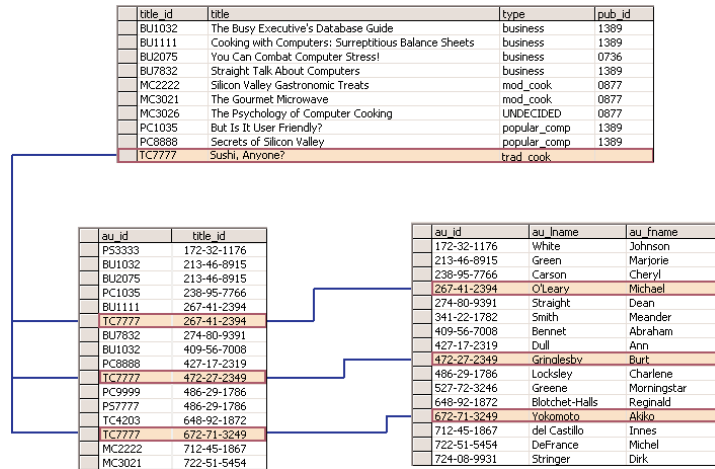 title_id title type pub_id
BU1032 The Busy Executive's Database Guide business 1389
BU1111 Cooking with Computers: Surreptitious Balance Sheets business 1389
BU2075 You Can Combat Computer Stress! business 0736
BU7832 Straight Talk About Computers business 1389
MC2222 Silicon Valley Gastronomic Treats mod_cook 0877
MC3021 The Gourmet Microwave mod_cook 0877
MC3026 The Psychology of Computer Cooking UNDECIDED 0877
PC1035 But Is It User Friendly? popular_comp 1389
PC8888 Secrets of Silicon Valley popular_comp 1389
TC7777 Sushi, Anyone? trad_cook
au_id title_id
PS3333 172-32-1176
BU1032 213-46-8915
BU2075 213-46-8915
PC1035 238-95-7766
BU1111 267-41-2394
TC7777 267-41-2394
BU7832 274-80-9391
BU1032 409-56-7008
PC8888 427-17-2319
TC7777 472-27-2349
PC9999 486-29-1786
PS7777 486-29-1786
TC4203 648-92-1872
TC7777 672-71-3249
MC2222 712-45-1867
MC3021 722-51-5454
au_id au_lname au_fname
172-32-1176 White Johnson
213-46-8915 Green Marjorie
238-95-7766 Carson Cheryl
267-41-2394 O'Leary Michael
274-80-9391 Straight Dean
341-22-1782 Smith Meander
409-56-7008 Bennet Abraham
427-17-2319 Dull Ann
472-27-2349 Gringlesby Burt
486-29-1786 Locksley Charlene
527-72-3246 Greene Morningstar
648-92-1872 Blotchet-Halls Reginald
672-71-3249 Yokomoto Akiko
712-45-1867 del Castillo Innes
722-51-5454 DeFrance Michel
724-08-9931 Stringer Dirk